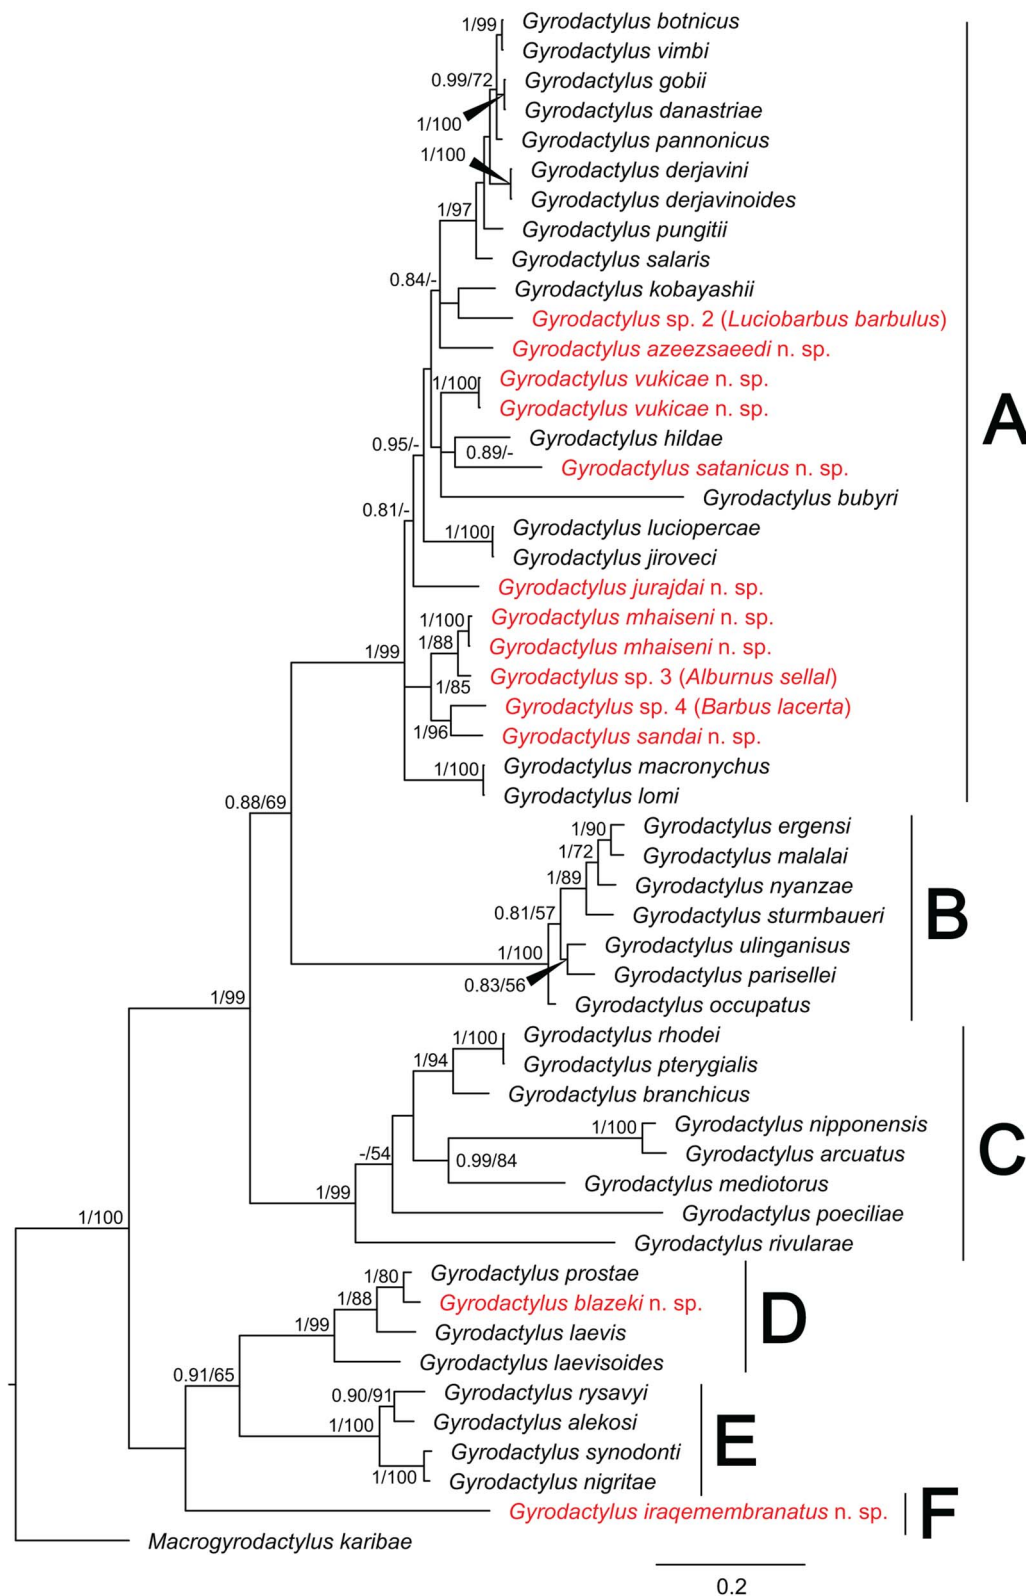 1/99
Gyrodactylus botnicus
Gyrodactylus vimbi
0.99/72
Gyrodactylus gobii
Gyrodactylus danastriae
1/100
Gyrodactylus pannonicus
1/100
Gyrodactylus derjavini
Gyrodactylus derjavinoides
1/97
Gyrodactylus pungitii
Gyrodactylus salaris
0.84/-
Gyrodactylus kobayashii
Gyrodactylus sp. 2 (Luciobarbus barbulus)
Gyrodactylus azeezsaeedi n. sp.
1/100
Gyrodactylus vukicae n. sp.
Gyrodactylus vukicae n. sp.
A
0.95/-
Gyrodactylus hildae
0.89/-
Gyrodactylus satanicus n. sp.
Gyrodactylus bubyri
0.81/-
1/100
Gyrodactylus luciopercae
Gyrodactylus jiroveci
Gyrodactylus jurajdai n. sp.
1/100
Gyrodactylus mhaiseni n. sp.
1/99
1/88
Gyrodactylus mhaiseni n. sp.
Gyrodactylus sp. 3 (Alburnus sellal)
1/85
Gyrodactylus sp. 4 (Barbus lacerta)
1/96
Gyrodactylus sandai n. sp.
1/100
Gyrodactylus macronychus
Gyrodactylus lomi
0.88/69
1/90
Gyrodactylus ergensi
1/72
Gyrodactylus malalai
1/89
Gyrodactylus nyanzae
0.81/57
Gyrodactylus sturmbaueri
B
1/100
Gyrodactylus ulinganisus
0.83/56
Gyrodactylus parisellei
Gyrodactylus occupatus
1/99
1/100
Gyrodactylus rhodei
1/94
Gyrodactylus pterygialis
Gyrodactylus branchicus
1/100
Gyrodactylus nipponensis
-/54
0.99/84
Gyrodactylus arcuatus
C
Gyrodactylus mediotorus
1/99
Gyrodactylus poeciliae
1/100
Gyrodactylus rivularae
1/80
Gyrodactylus prostae
1/88
Gyrodactylus blazeki n. sp.
D
1/99
Gyrodactylus laevis
Gyrodactylus laevisoides
0.91/65
0.90/91
Gyrodactylus rysavyi
1/100
Gyrodactylus alekosi
E
Gyrodactylus synodonti
1/100
Gyrodactylus nigritae
Gyrodactylus iraqemembranatus n. sp.
F
Macrogyrodactylus karibae
0.2